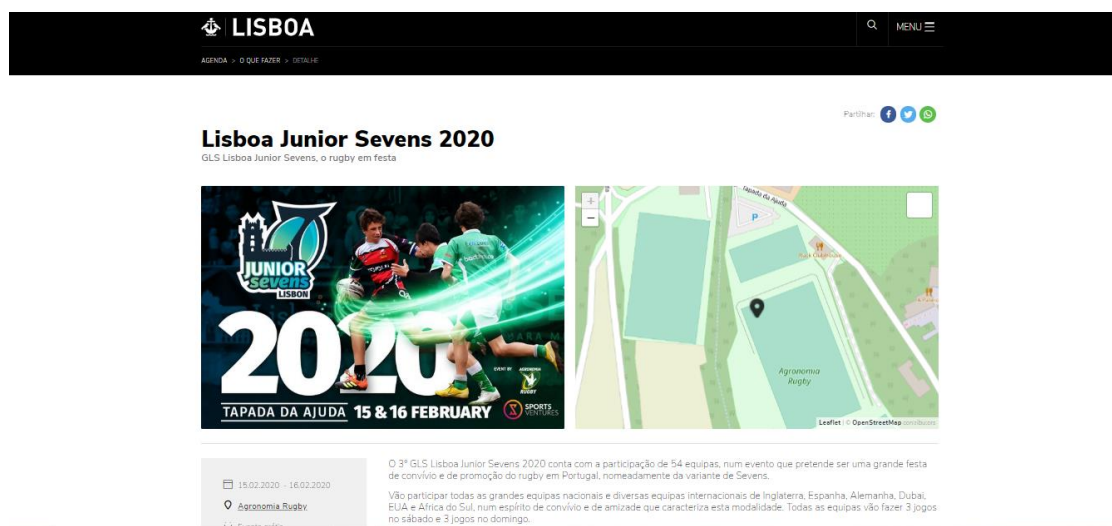 LISBOA
MENU
AGENDA > O QUE FAZER > DETALHE
Partilhar:
Lisboa Junior Sevens 2020
GLS Lisboa Junior Sevens, o rugby em festa
JUNIOR
sevens
LISBON
2020
EVENT BY
AGRONOMIA
RUGBY
TAPADA DA AJUDA 15 & 16 FEBRUARY
SPORTS
VENTURES
+
−
Tapada da Ajuda
P
Agronomia
Rugby
Leaflet | © OpenStreetMap contributors
O 3º GLS Lisboa Junior Sevens 2020 conta com a participação de 54 equipas, num evento que pretende ser uma grande festa
de convívio e de promoção do rugby em Portugal, nomeadamente da variante de Sevens.
15.02.2020 - 16.02.2020
Agronomia Rugby
Vão participar todas as grandes equipas nacionais e diversas equipas internacionais de Inglaterra, Espanha, Alemanha, Dubai,
EUA e Africa do Sul, num espírito de convívio e de amizade que caracteriza esta modalidade. Todas as equipas vão fazer 3 jogos
no sábado e 3 jogos no domingo.